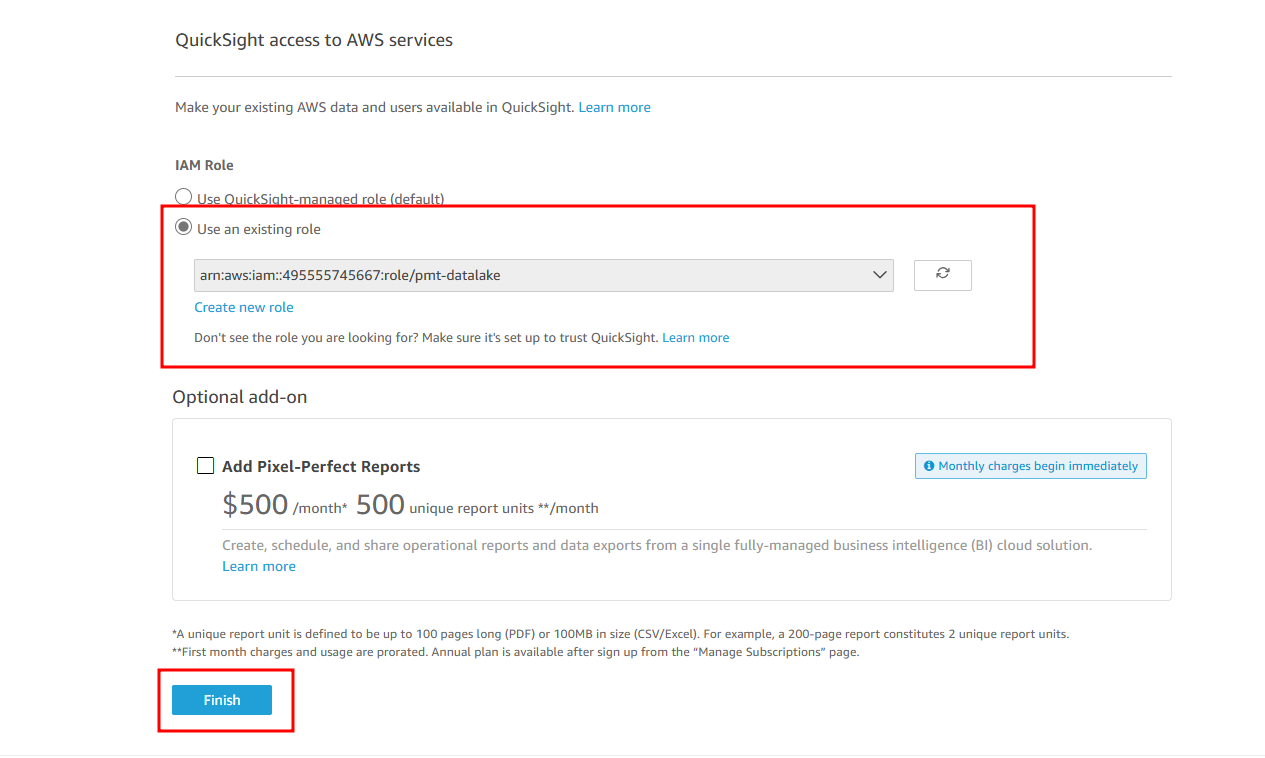 QuickSight access to AWS services
Make your existing AWS data and users available in QuickSight. Learn more
IAM Role
Use QuickSight-managed role (default)
Use an existing role
arn:aws:iam::495555745667:role/pmt-datalake
Create new role
Don't see the role you are looking for? Make sure it's set up to trust QuickSight. Learn more
Optional add-on
Add Pixel-Perfect Reports
Monthly charges begin immediately
$500 /month* 500 unique report units **/month
Create, schedule, and share operational reports and data exports from a single fully-managed business intelligence (BI) cloud solution.
Learn more
*A unique report unit is defined to be up to 100 pages long (PDF) or 100MB in size (CSV/Excel). For example, a 200-page report constitutes 2 unique report units.
**First month charges and usage are prorated. Annual plan is available after sign up from the “Manage Subscriptions” page.
Finish